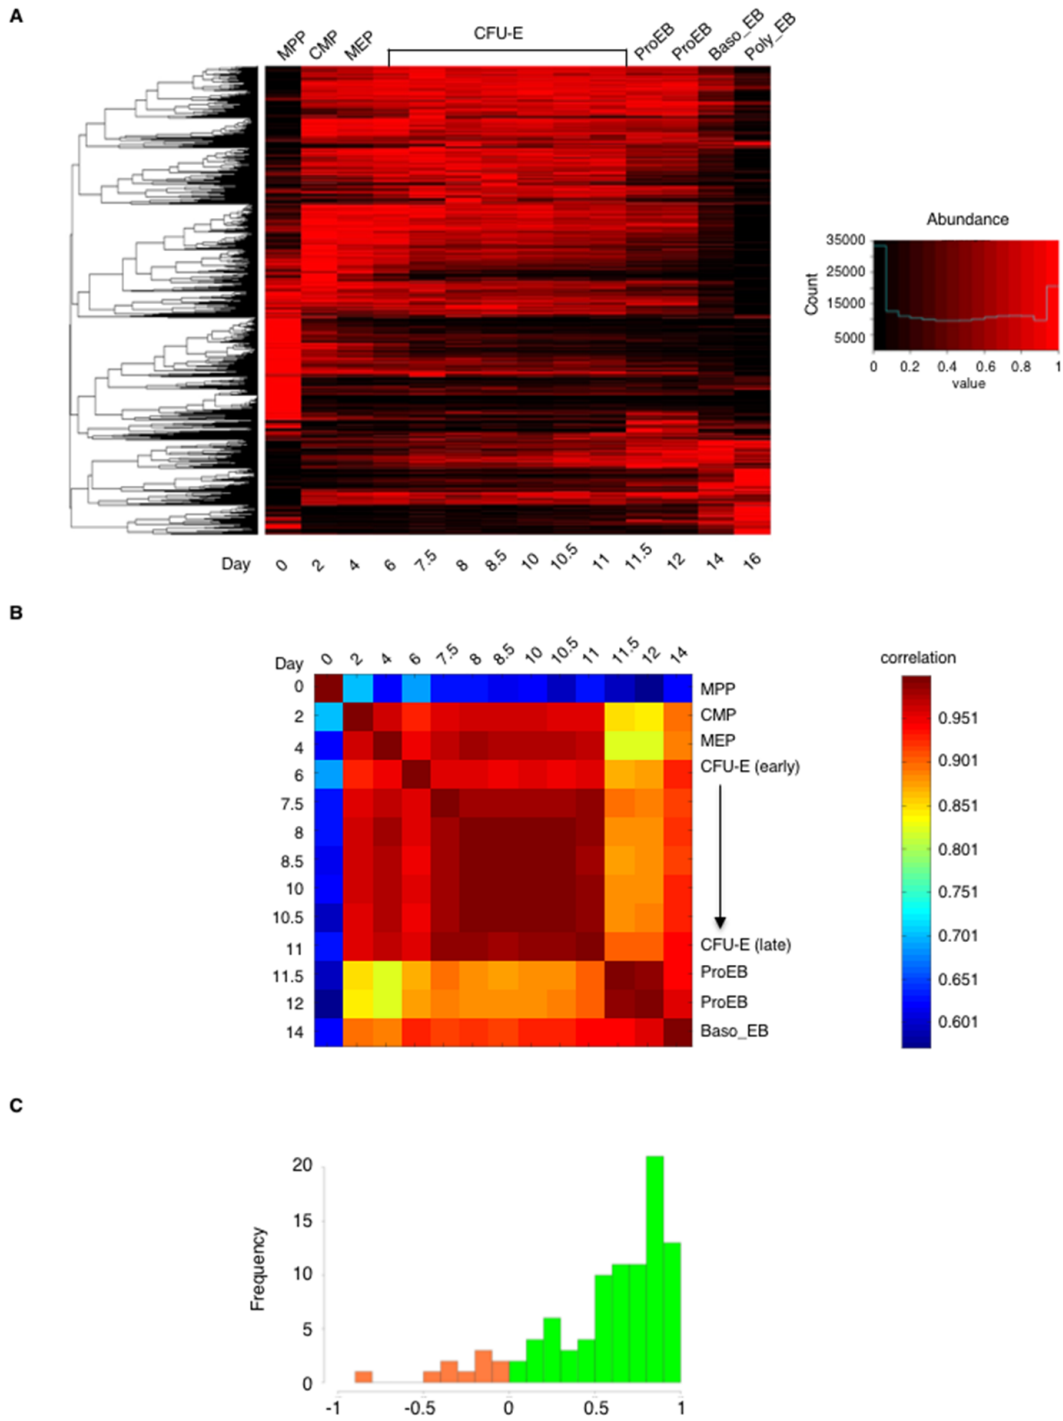 A
MPP CMP MEP CFU-E ProEB ProEB Baso_EB Poly_EB
Abundance
Count
35000
25000
15000
5000
0 0.2 0.4 0.6 0.8 1
value
Day 0 2 4 6 7.5 8 8.5 10 10.5 11 11.5 12 14 16
B
Day 0 2 4 6 7.5 8 8.5 10 10.5 11 11.5 12 14
correlation
0 MPP
2 CMP
4 MEP
6 CFU-E (early)
7.5
8
8.5
10
10.5
11 CFU-E (late)
11.5 ProEB
12 ProEB
14 Baso_EB
0.951
0.901
0.851
0.801
0.751
0.701
0.651
0.601
C
Frequency
20
15
10
5
0
-1 -0.5 0 0.5 1